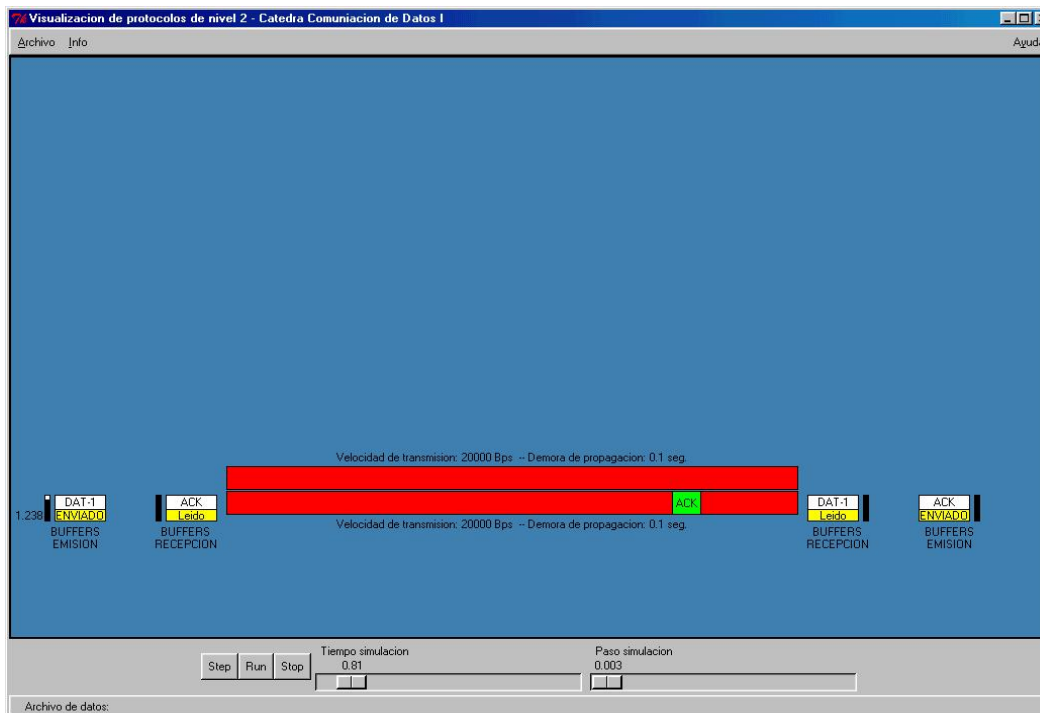 Visualizacion de protocolos de nivel 2 - Catedra Comuniacion de Datos I
Archivo Info Ayuda
Velocidad de transmision: 20000 Bps -- Demora de propagacion: 0.1 seg.
1.238
DAT-1
ENVIADO
BUFFERS
EMISION
ACK
Leido
BUFFERS
RECEPCION
ACK
DAT-1
Leido
BUFFERS
RECEPCION
ACK
ENVIADO
BUFFERS
EMISION
Velocidad de transmision: 20000 Bps -- Demora de propagacion: 0.1 seg.
Step Run Stop
Tiempo simulacion
0.81
Paso simulacion
0.003
Archivo de datos: